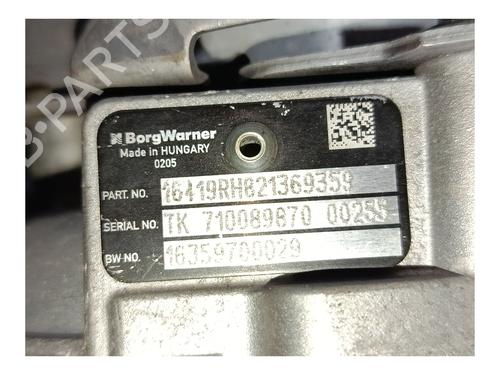 B-PARTS
BorgWarner
Made in HUNGARY
0205
PART. NO. 16419RH821369359
SERIAL NO. TK 710089870 00255
BW NO. 16359700029